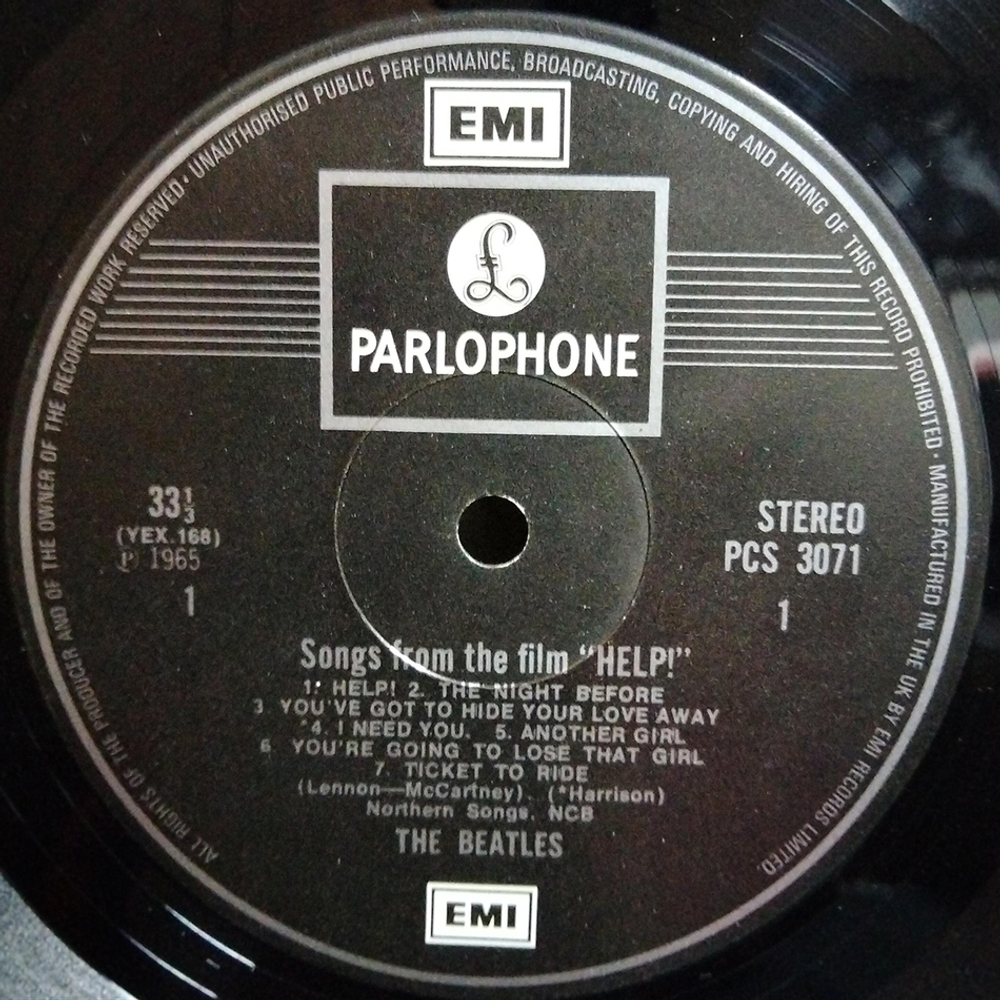 ALL RIGHTS OF THE PRODUCER AND OF THE OWNER OF THE RECORDED WORK RESERVED · UNAUTHORISED PUBLIC PERFORMANCE, BROADCASTING, COPYING AND HIRING OF THIS RECORD PROHIBITED · MANUFACTURED IN THE UK BY EMI RECORDS LIMITED.
EMI
£
PARLOPHONE
33⅓
(YEX.168)
℗ 1965
1
STEREO
PCS 3071
1
Songs from the film “HELP!”
1. HELP! 2. THE NIGHT BEFORE
3 YOU'VE GOT TO HIDE YOUR LOVE AWAY
*4. I NEED YOU. 5. ANOTHER GIRL
6 YOU'RE GOING TO LOSE THAT GIRL
7. TICKET TO RIDE
(Lennon—McCartney). (*Harrison)
Northern Songs. NCB
THE BEATLES
EMI